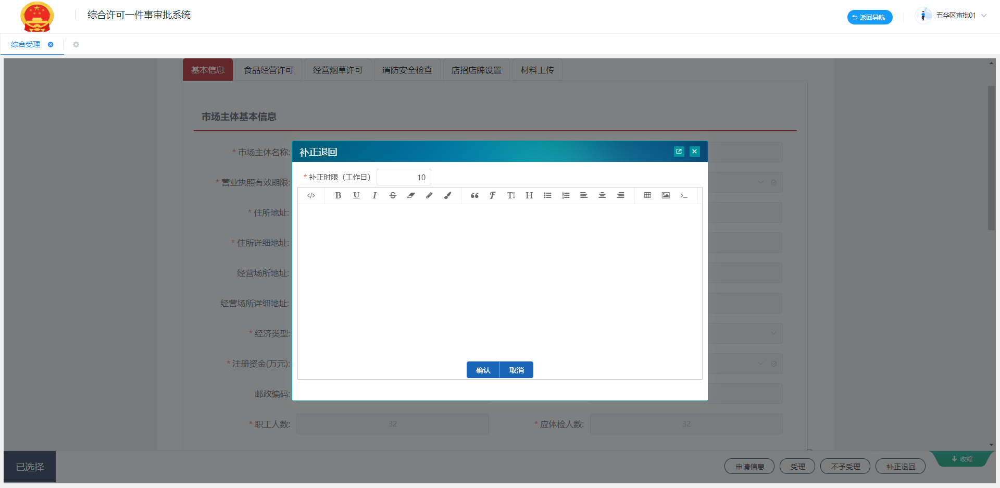 综合许可一件事审批系统
返回导航
五华区审批01
综合受理
基本信息 食品经营许可 经营烟草许可 消防安全检查 店招店牌设置 材料上传
市场主体基本信息
* 市场主体名称:
* 营业执照有效期限:
* 住所地址:
* 住所详细地址:
经营场所地址:
经营场所详细地址:
* 经济类型:
* 注册资金(万元):
邮政编码:
* 职工人数: 32 * 应体检人数: 32
补正退回
* 补正时限（工作日） 10
确认 取消
已选择
申请信息 受理 不予受理 补正退回
收缩